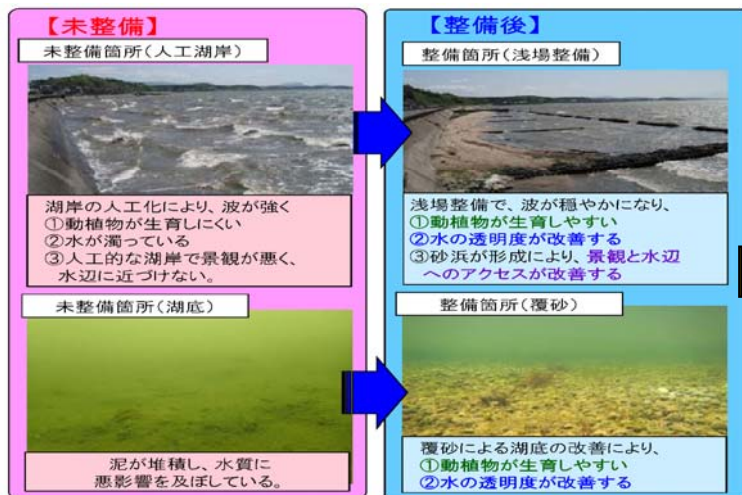 【未整備】
未整備箇所(人工湖岸)
湖岸の人工化により、波が強く
①動植物が生育しにくい
②水が濁っている
③人工的な湖岸で景観が悪く、
水辺に近づけない。
未整備箇所(湖底)
泥が堆積し、水質に
悪影響を及ぼしている。
【整備後】
整備箇所(浅場整備)
浅場整備で、波が穏やかになり、
①動植物が生育しやすい
②水の透明度が改善する
③砂浜が形成により、景観と水辺
へのアクセスが改善する
整備箇所(覆砂)
覆砂による湖底の改善により、
①動植物が生育しやすい
②水の透明度が改善する